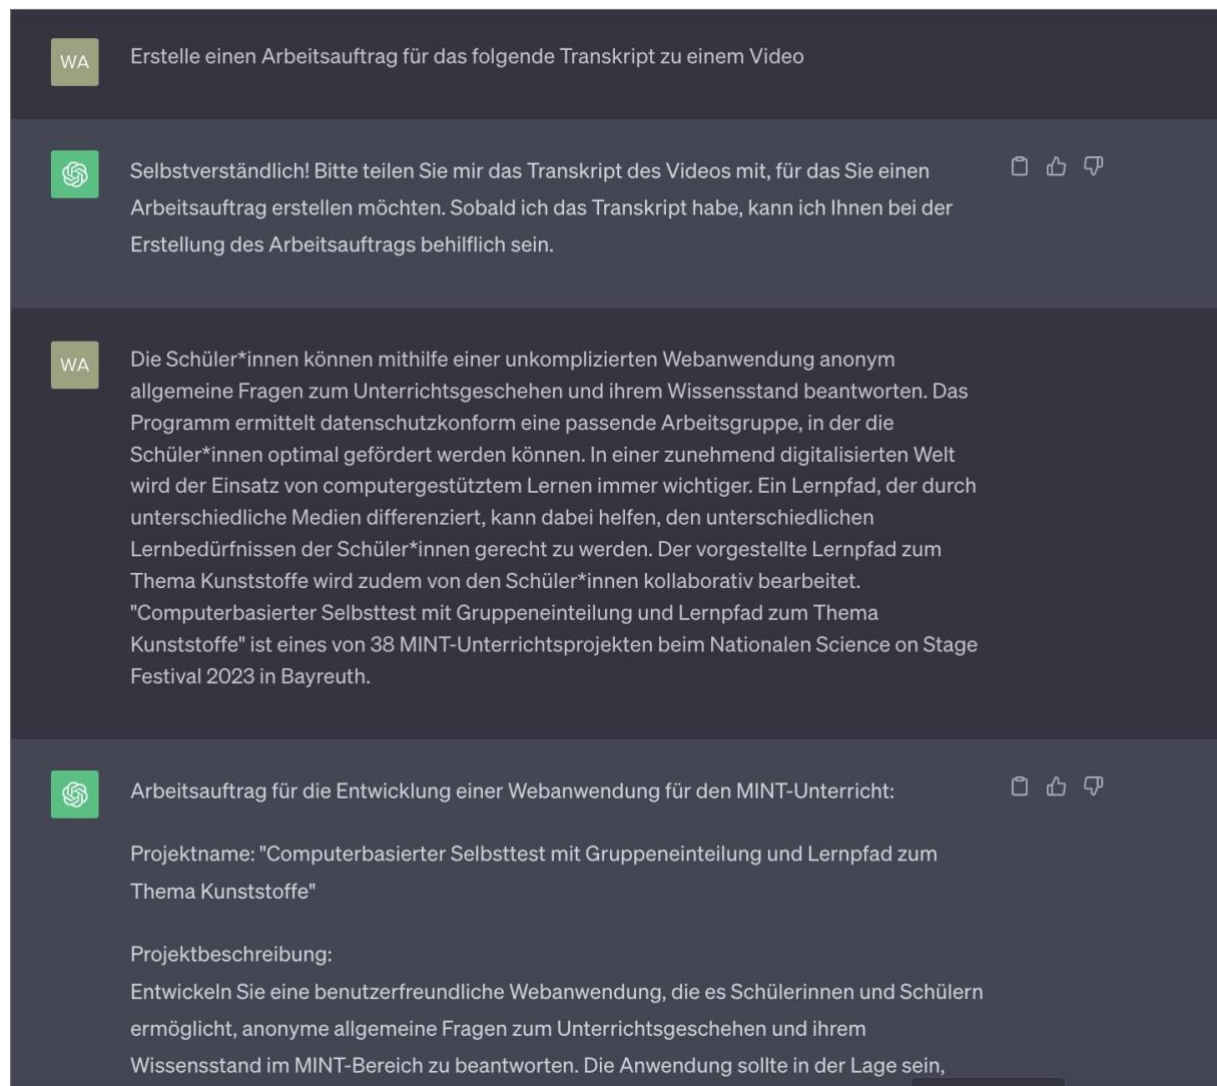 WA
Erstelle einen Arbeitsauftrag für das folgende Transkript zu einem Video
Selbstverständlich! Bitte teilen Sie mir das Transkript des Videos mit, für das Sie einen
Arbeitsauftrag erstellen möchten. Sobald ich das Transkript habe, kann ich Ihnen bei der
Erstellung des Arbeitsauftrags behilflich sein.
WA
Die Schüler*innen können mithilfe einer unkomplizierten Webanwendung anonym
allgemeine Fragen zum Unterrichtsgeschehen und ihrem Wissensstand beantworten. Das
Programm ermittelt datenschutzkonform eine passende Arbeitsgruppe, in der die
Schüler*innen optimal gefördert werden können. In einer zunehmend digitalisierten Welt
wird der Einsatz von computergestütztem Lernen immer wichtiger. Ein Lernpfad, der durch
unterschiedliche Medien differenziert, kann dabei helfen, den unterschiedlichen
Lernbedürfnissen der Schüler*innen gerecht zu werden. Der vorgestellte Lernpfad zum
Thema Kunststoffe wird zudem von den Schüler*innen kollaborativ bearbeitet.
"Computerbasierter Selbsttest mit Gruppeneinteilung und Lernpfad zum Thema
Kunststoffe" ist eines von 38 MINT-Unterrichtsprojekten beim Nationalen Science on Stage
Festival 2023 in Bayreuth.
Arbeitsauftrag für die Entwicklung einer Webanwendung für den MINT-Unterricht:
Projektname: "Computerbasierter Selbsttest mit Gruppeneinteilung und Lernpfad zum
Thema Kunststoffe"
Projektbeschreibung:
Entwickeln Sie eine benutzerfreundliche Webanwendung, die es Schülerinnen und Schülern
ermöglicht, anonyme allgemeine Fragen zum Unterrichtsgeschehen und ihrem
Wissensstand im MINT-Bereich zu beantworten. Die Anwendung sollte in der Lage sein,